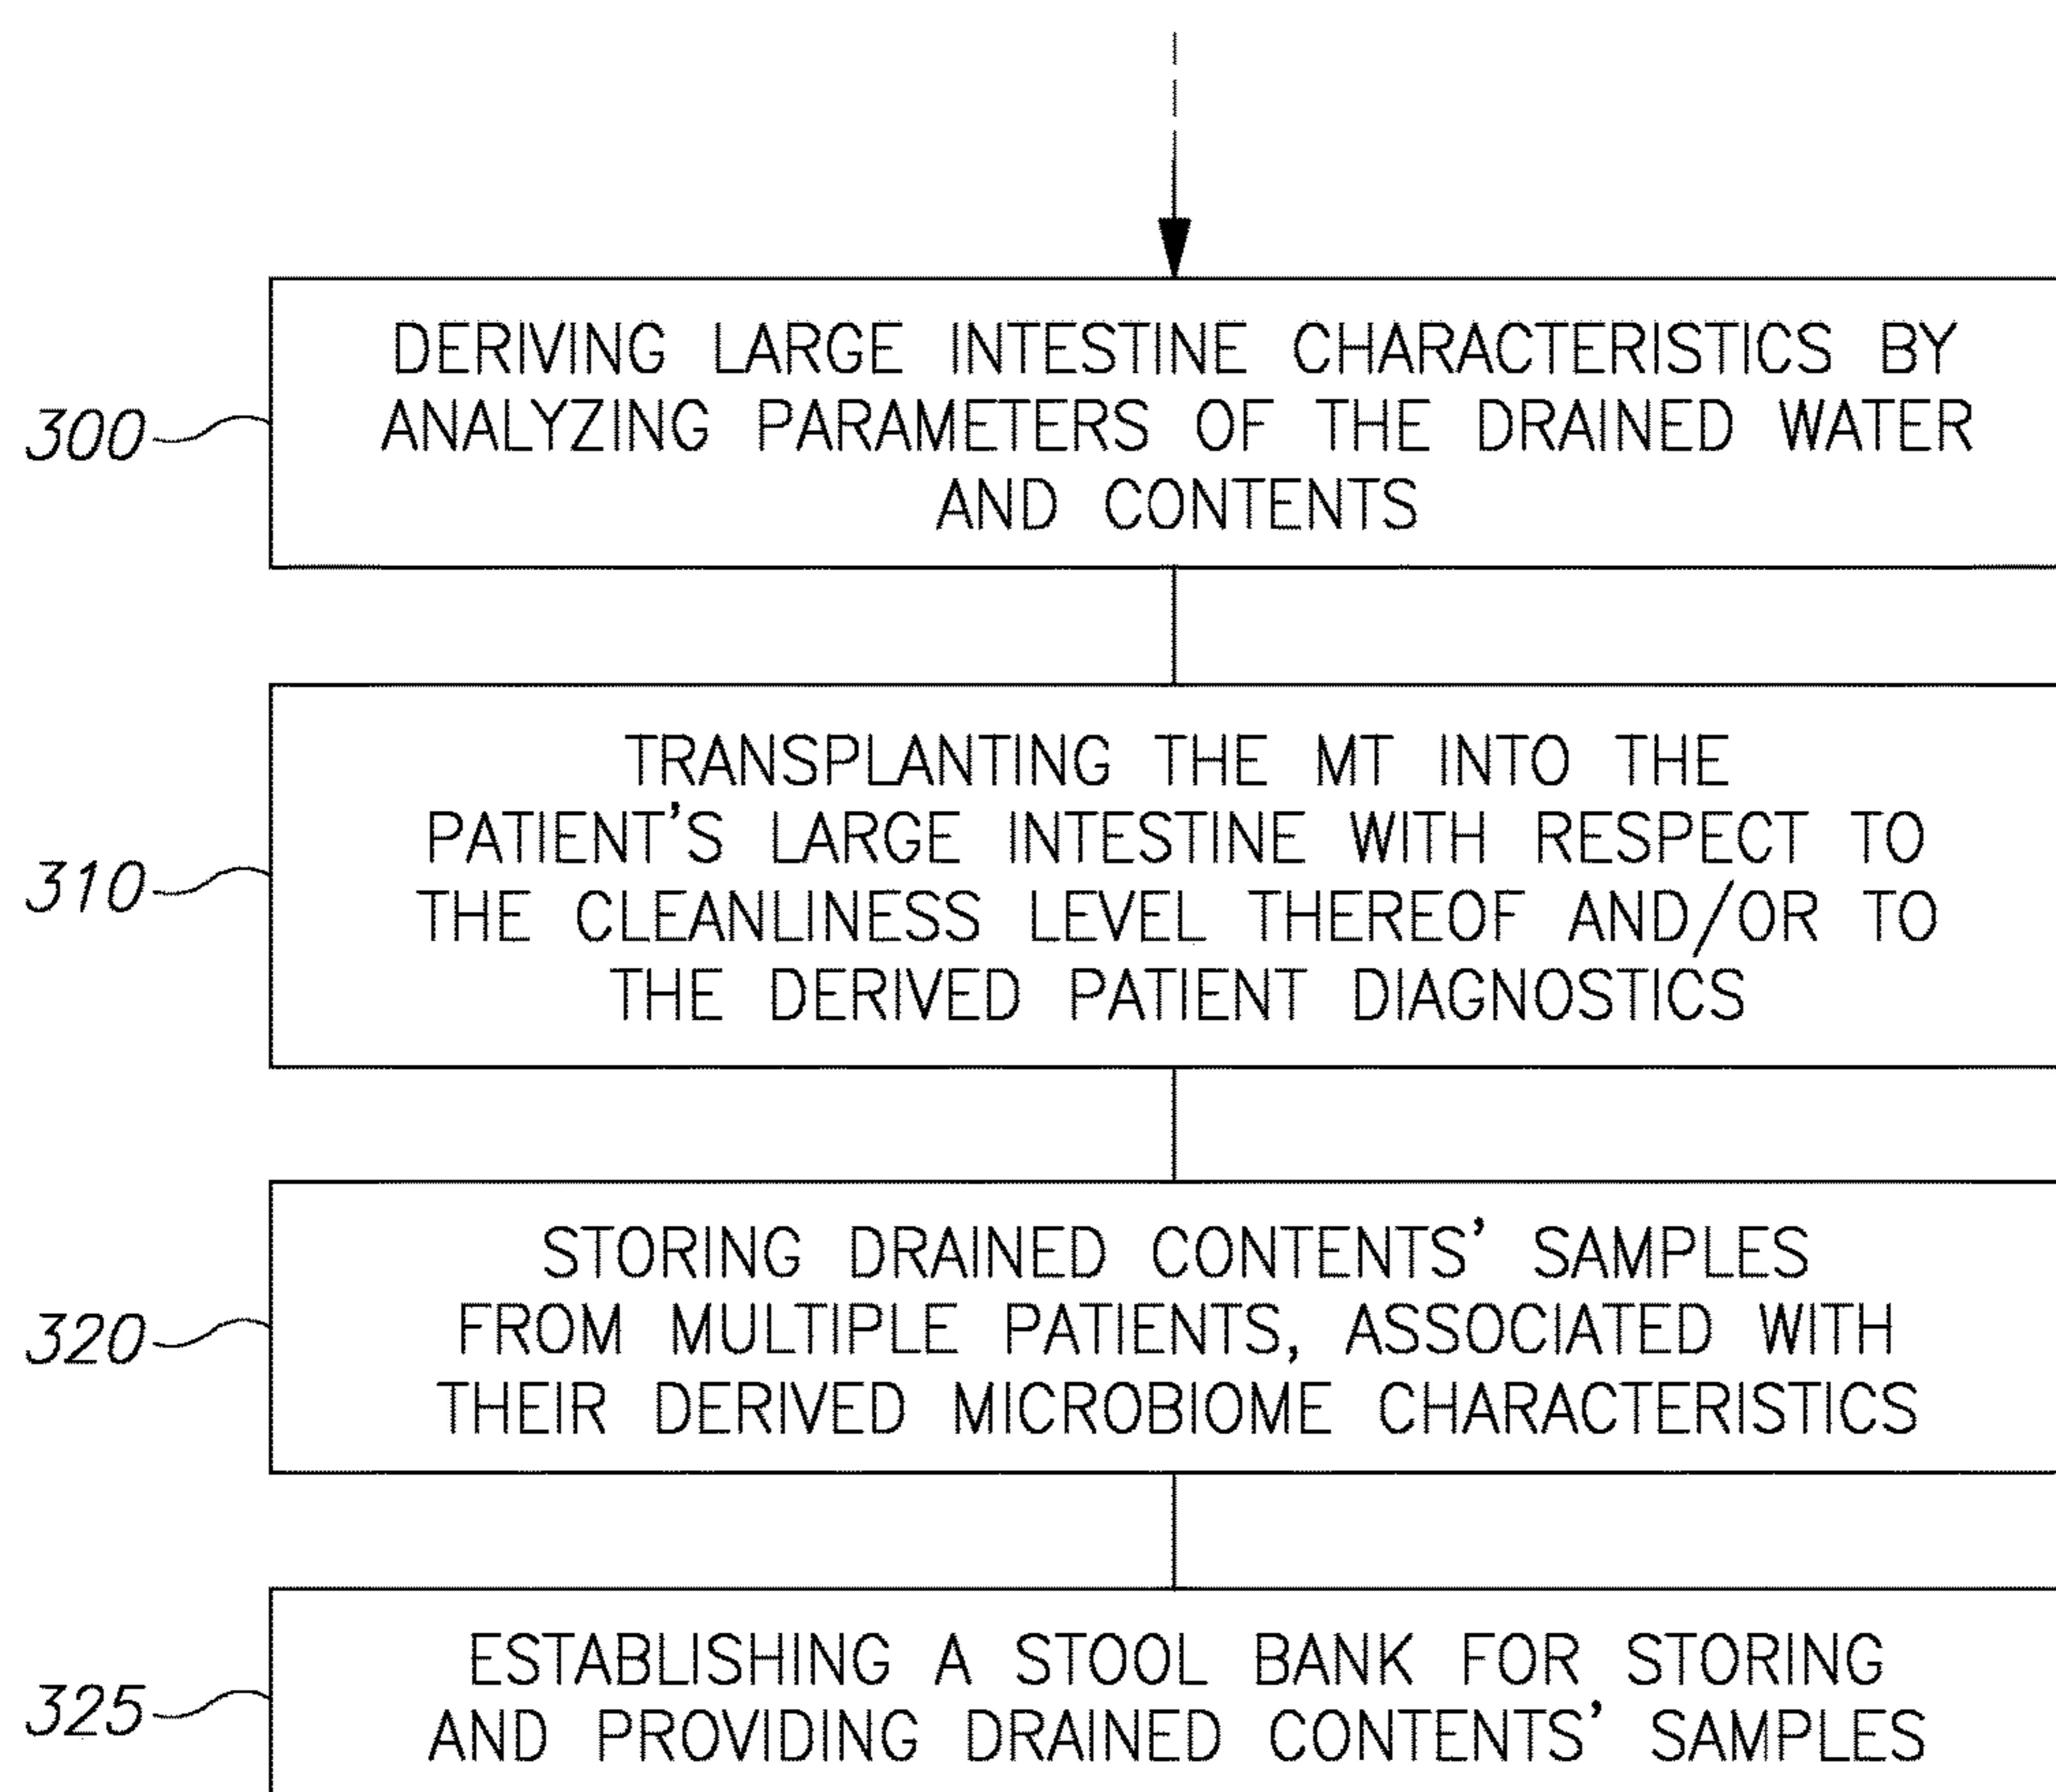 300
DERIVING LARGE INTESTINE CHARACTERISTICS BY
ANALYZING PARAMETERS OF THE DRAINED WATER
AND CONTENTS
310
TRANSPLANTING THE MT INTO THE
PATIENT'S LARGE INTESTINE WITH RESPECT TO
THE CLEANLINESS LEVEL THEREOF AND/OR TO
THE DERIVED PATIENT DIAGNOSTICS
320
STORING DRAINED CONTENTS' SAMPLES
FROM MULTIPLE PATIENTS, ASSOCIATED WITH
THEIR DERIVED MICROBIOME CHARACTERISTICS
325
ESTABLISHING A STOOL BANK FOR STORING
AND PROVIDING DRAINED CONTENTS' SAMPLES